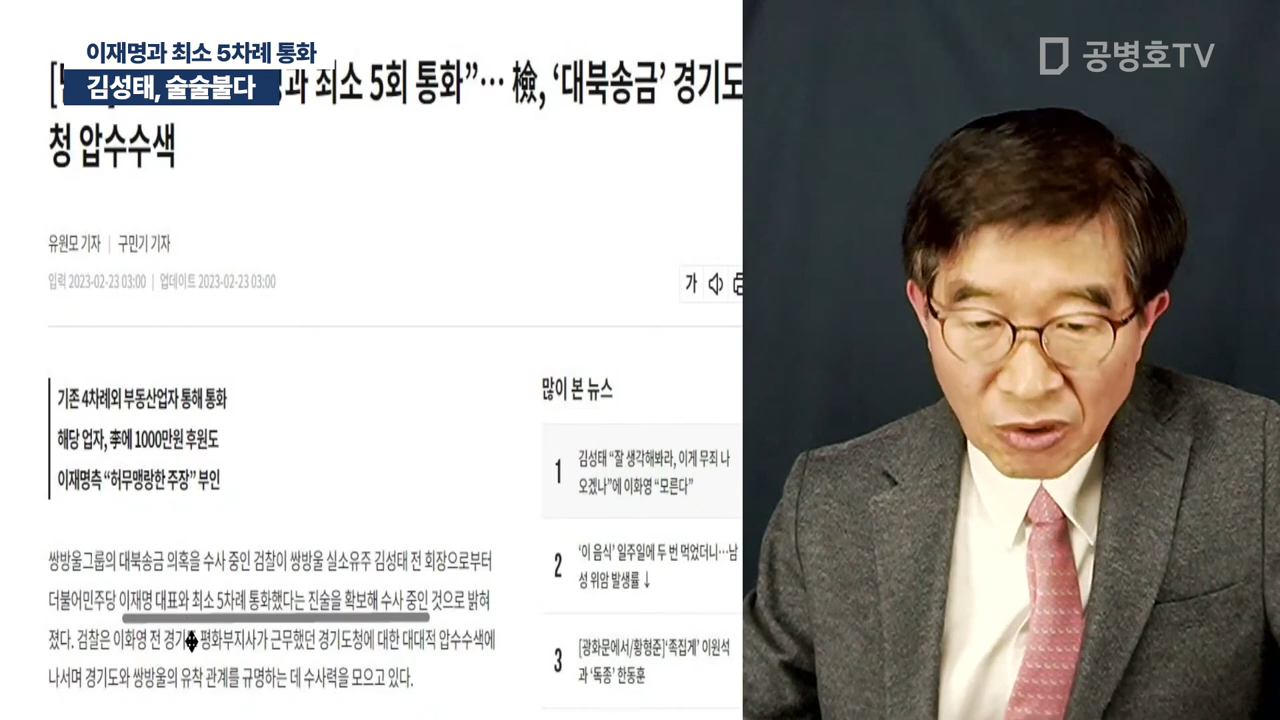 이재명과 최소 5차례 통화
김성태, 술술불다
과 최소 5회 통화”… 檢, ‘대북송금’ 경기도
청 압수수색
공병호TV
유원모 기자 | 구민기 기자
입력 2023-02-23 03:00 | 업데이트 2023-02-23 03:00
가
기존 4차례외 부동산업자 통해 통화
해당 업자, 李에 1000만원 후원도
이재명측 “허무맹랑한 주장” 부인
쌍방울그룹의 대북송금 의혹을 수사 중인 검찰이 쌍방울 실소유주 김성태 전 회장으로부터
더불어민주당 이재명 대표와 최소 5차례 통화했다는 진술을 확보해 수사 중인 것으로 밝혀
졌다. 검찰은 이화영 전 경기 평화부지사가 근무했던 경기도청에 대한 대대적 압수수색에
나서며 경기도와 쌍방울의 유착 관계를 규명하는 데 수사력을 모으고 있다.
많이 본 뉴스
1
김성태 “잘 생각해봐라, 이게 무죄 나
오겠나”에 이화영 “모른다”
2
‘이 음식’ 일주일에 두 번 먹었더니…남
성 위암 발생률 ↓
3
[광화문에서/황형준]‘족집게’ 이원석
과 ‘독종’ 한동훈